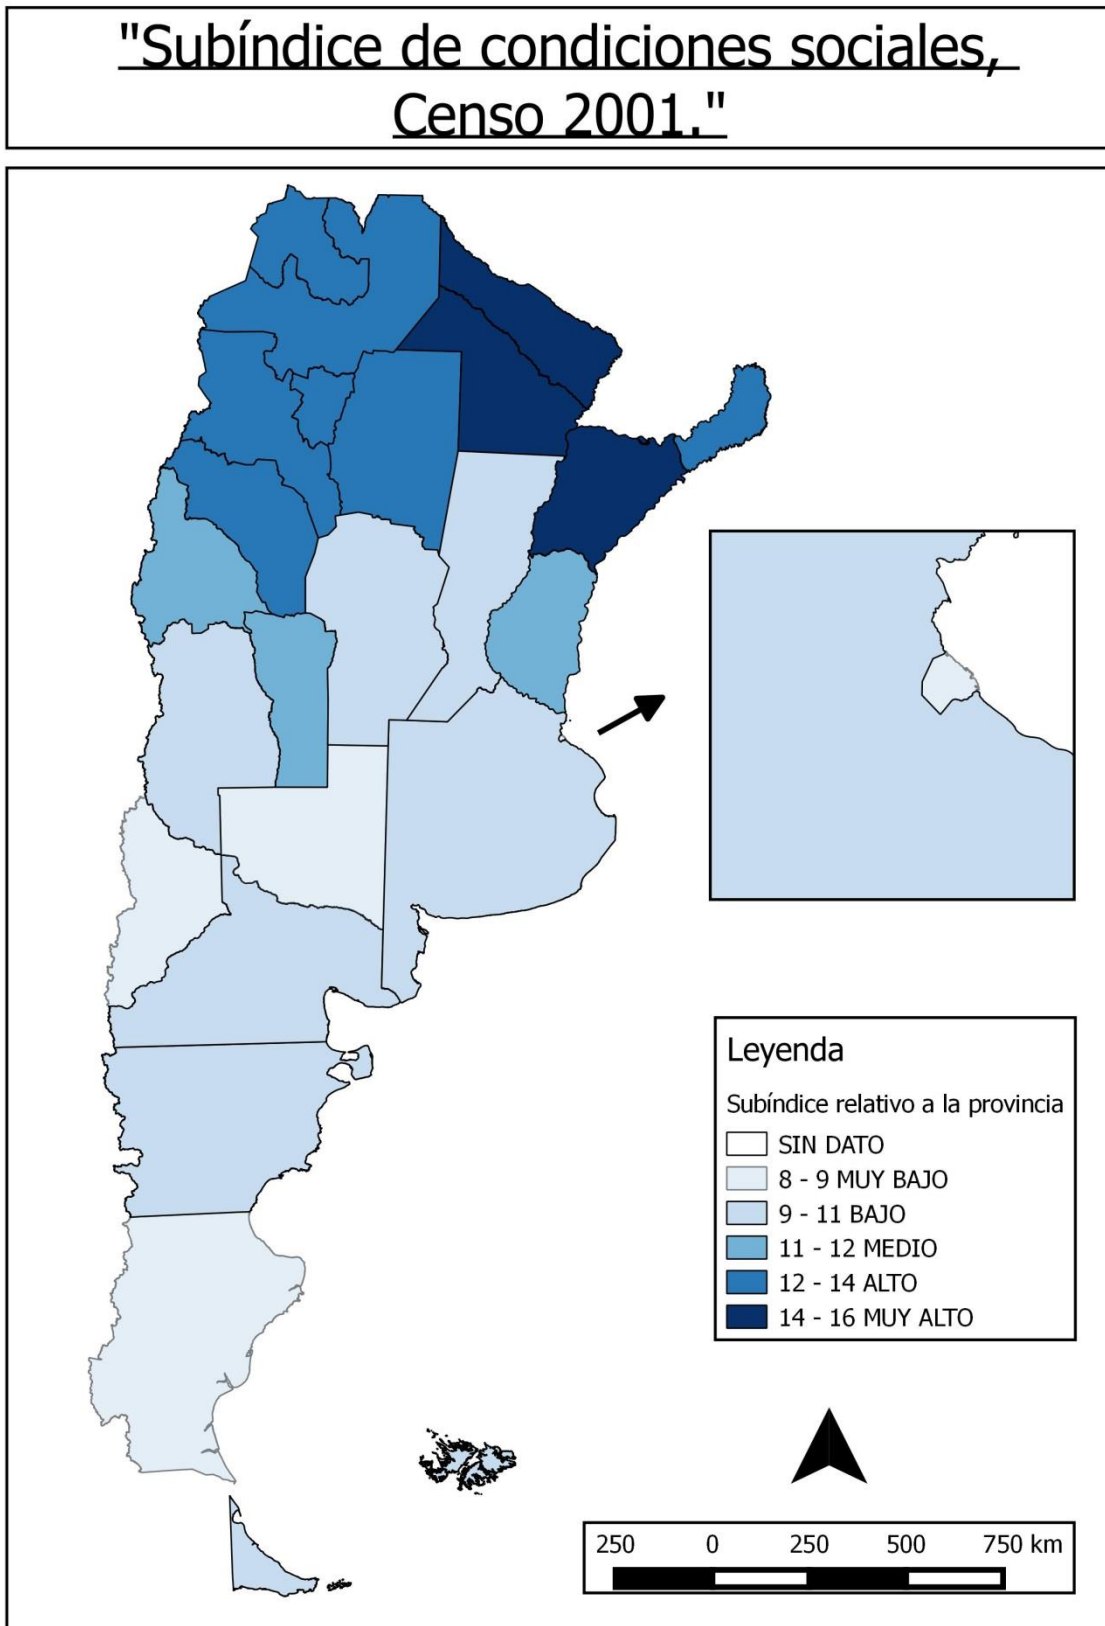 "Subíndice de condiciones sociales,
Censo 2001."
Leyenda
Subíndice relativo a la provincia
SIN DATO
8 - 9 MUY BAJO
9 - 11 BAJO
11 - 12 MEDIO
12 - 14 ALTO
14 - 16 MUY ALTO
250 0 250 500 750 km